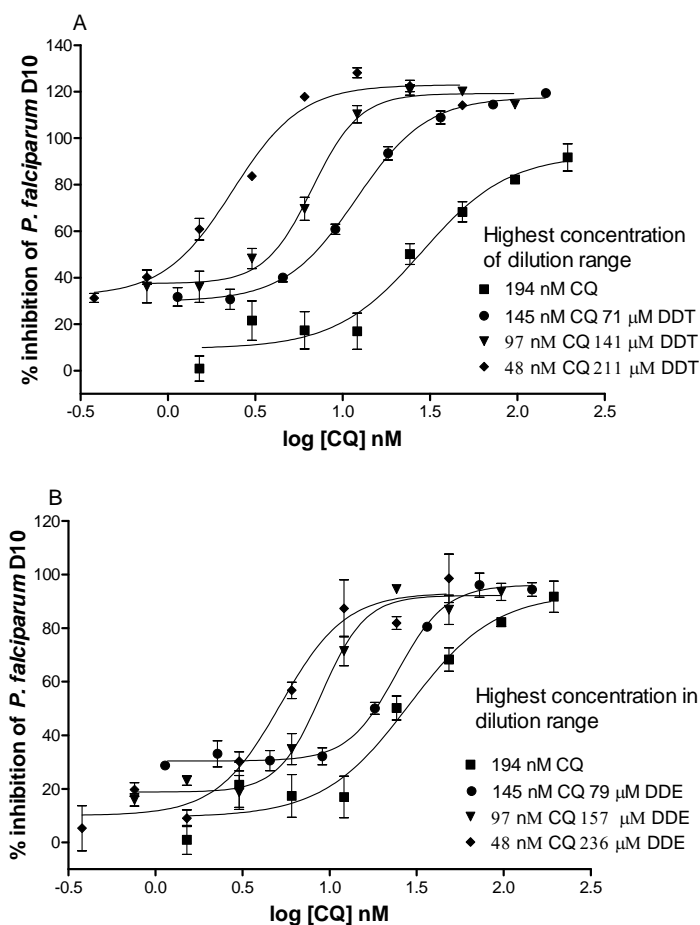 A
140
120
100
80
60
40
20
0
% inhibition of P. falciparum D10
-0.5 0.0 0.5 1.0 1.5 2.0 2.5
log [CQ] nM
Highest concentration
of dilution range
194 nM CQ
145 nM CQ 71 μM DDT
97 nM CQ 141 μM DDT
48 nM CQ 211 μM DDT
B
120
100
80
60
40
20
0
% inhibition of P. falciparum D10
-0.5 0.0 0.5 1.0 1.5 2.0 2.5
log [CQ] nM
Highest concentration in
dilution range
194 nM CQ
145 nM CQ 79 μM DDE
97 nM CQ 157 μM DDE
48 nM CQ 236 μM DDE